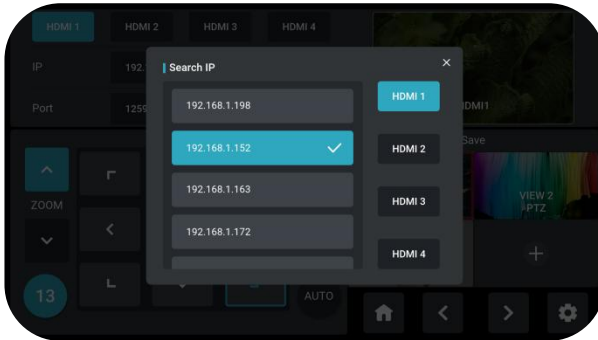 HDMI 1 HDMI 2 HDMI 3 HDMI 4
Search IP
IP 192.
192.168.1.198 HDMI 1
Port 1259 HDMI1
192.168.1.152 HDMI 2
Save
192.168.1.163 HDMI 3
ZOOM VIEW 2
PTZ
192.168.1.172
HDMI 4
13 AUTO